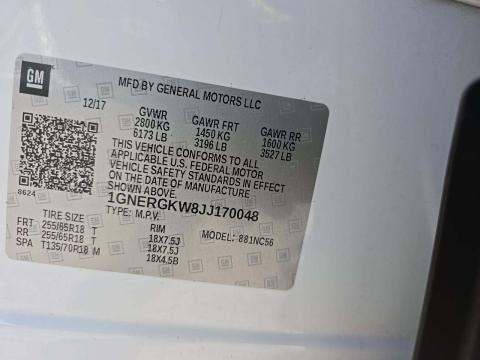 GM
MFD BY GENERAL MOTORS LLC
12/17
GVWR GAWR FRT GAWR RR
2800 KG 1450 KG 1600 KG
6173 LB 3196 LB 3527 LB
THIS VEHICLE CONFORMS TO ALL
APPLICABLE U.S. FEDERAL MOTOR
VEHICLE SAFETY STANDARDS IN EFFECT
ON THE DATE OF MANUFACTURE
SHOWN ABOVE.
1GNERGKW8JJ170048
8624
TYPE: M.P.V. MODEL: 881NC56
TIRE SIZE RIM
FRT 255/65R18 T 18X7.5J
RR 255/65R18 T 18X7.5J
SPA T135/70R18 M 18X4.5B